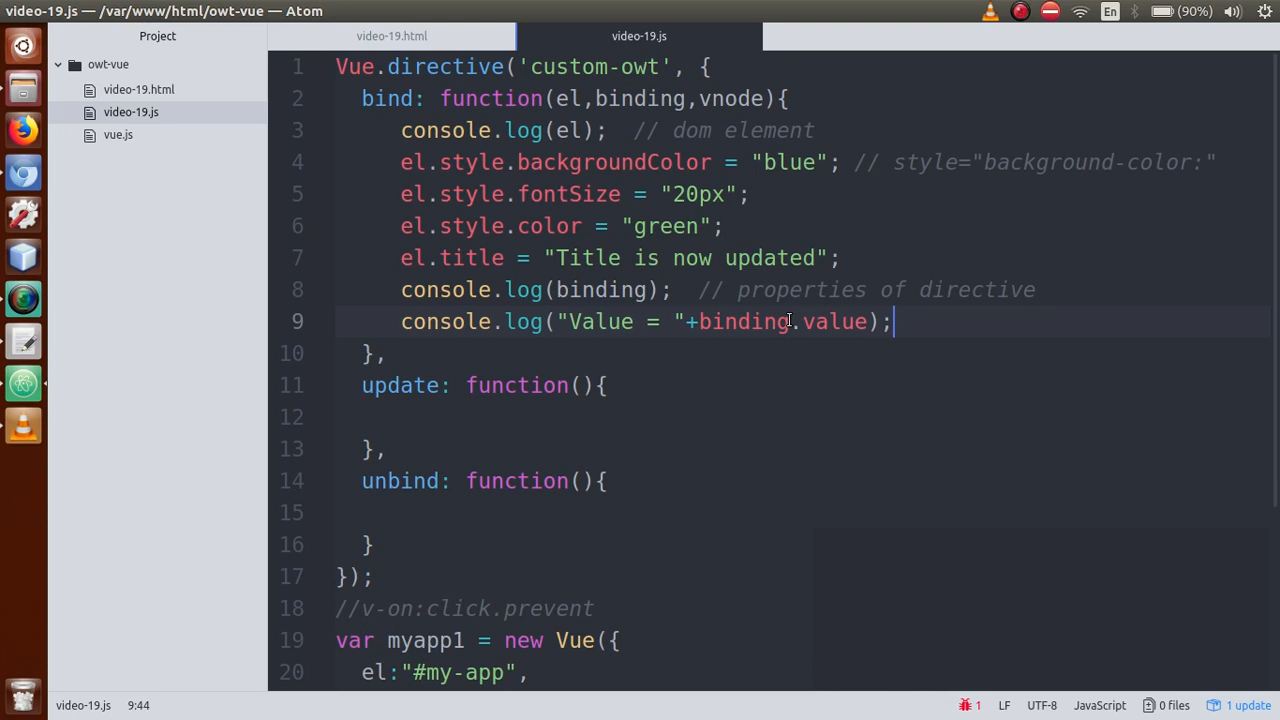 video-19.js — /var/www/html/owt-vue — Atom
En
(90%)
Project
video-19.html
video-19.js
owt-vue
video-19.html
video-19.js
vue.js
1 Vue.directive('custom-owt', {
2 bind: function(el,binding,vnode){
3 console.log(el);  // dom element
4 el.style.backgroundColor = "blue"; // style="background-color:"
5 el.style.fontSize = "20px";
6 el.style.color = "green";
7 el.title = "Title is now updated";
8 console.log(binding);  // properties of directive
9 console.log("Value = "+binding.value);
10 },
11 update: function(){
12
13 },
14 unbind: function(){
15
16 }
17 });
18 //v-on:click.prevent
19 var myapp1 = new Vue({
20 el:"#my-app",
video-19.js 9:44
1 LF UTF-8 JavaScript 0 files 1 update